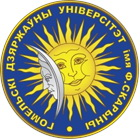 ГОМЕЛЬСКІ ДЗЯРЖАЎНЫ УНІВЕРСІТЭТ імя Ф.СКАРЫНЫ